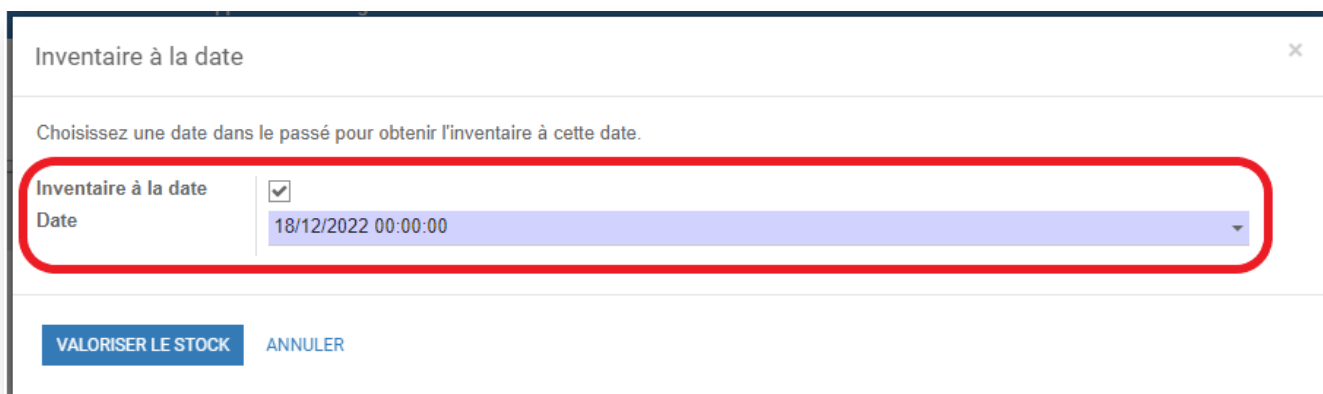 Inventaire à la date
×
Choisissez une date dans le passé pour obtenir l'inventaire à cette date.
Inventaire à la date
Date 18/12/2022 00:00:00
VALORISER LE STOCK ANNULER